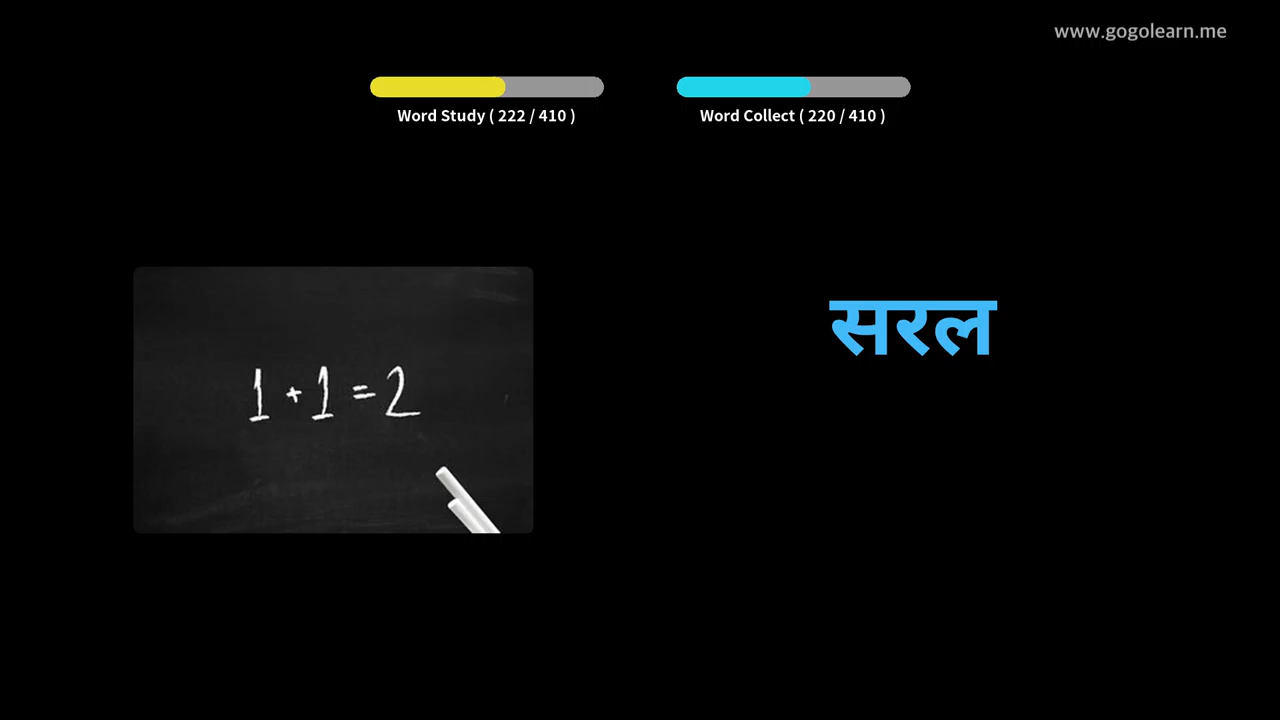 www.gogolearn.me
Word Study ( 222 / 410 )
Word Collect ( 220 / 410 )
सरल
1 + 1 = 2